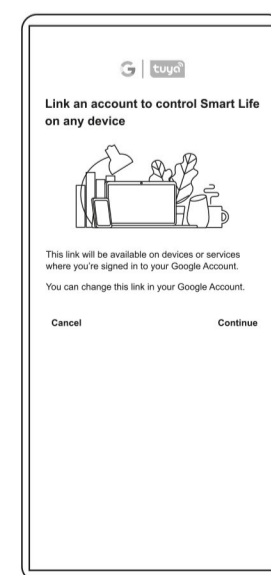 G tuya
Link an account to control Smart Life
on any device
This link will be available on devices or services
where you're signed in to your Google Account.
You can change this link in your Google Account.
Cancel Continue